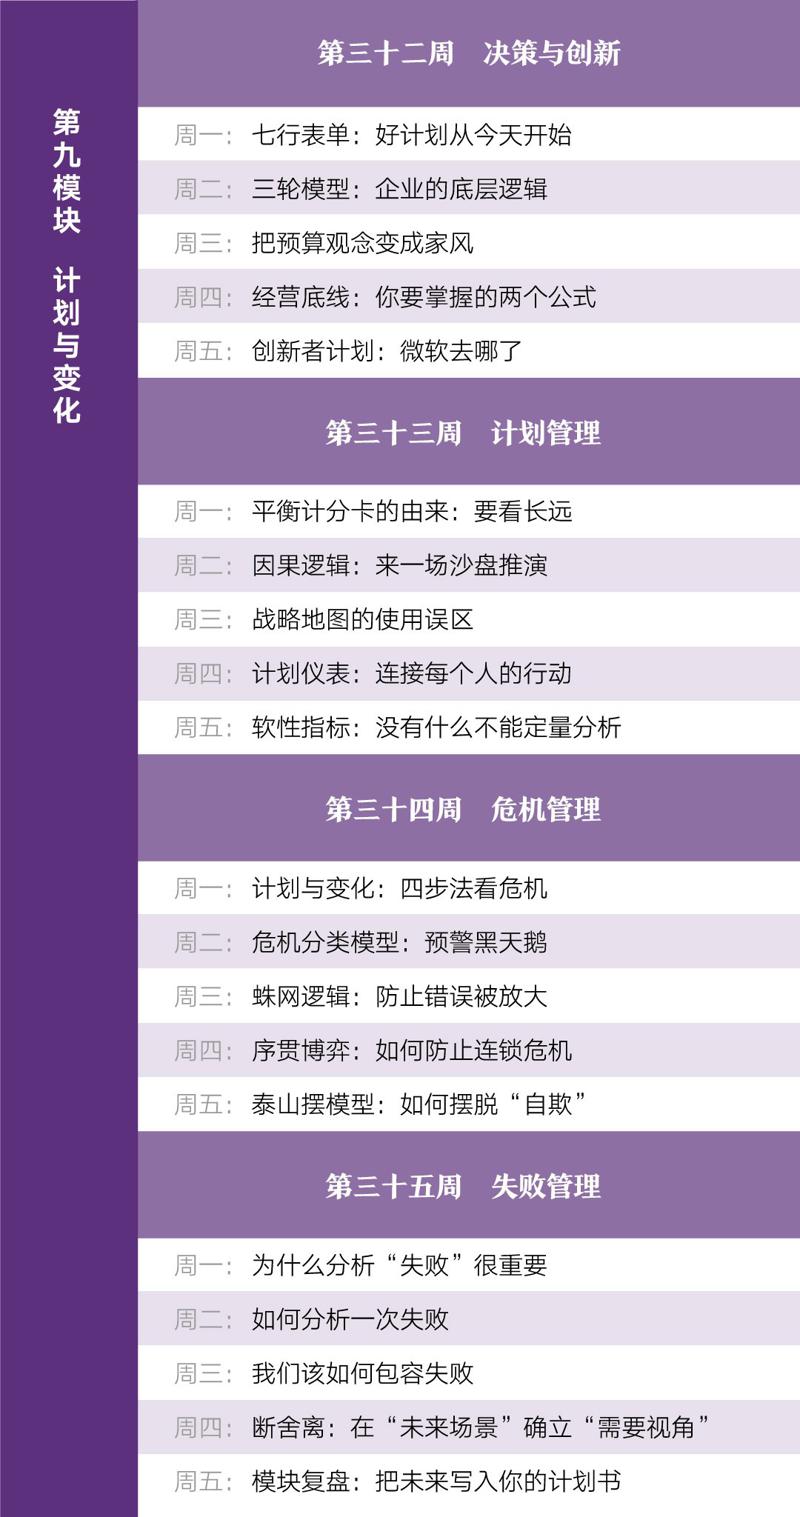 第九模块 计划与变化
第三十二周 决策与创新
周一：七行表单：好计划从今天开始
周二：三轮模型：企业的底层逻辑
周三：把预算观念变成家风
周四：经营底线：你要掌握的两个公式
周五：创新者计划：微软去哪了
第三十三周 计划管理
周一：平衡计分卡的由来：要看长远
周二：因果逻辑：来一场沙盘推演
周三：战略地图的使用误区
周四：计划仪表：连接每个人的行动
周五：软性指标：没有什么不能定量分析
第三十四周 危机管理
周一：计划与变化：四步法看危机
周二：危机分类模型：预警黑天鹅
周三：蛛网逻辑：防止错误被放大
周四：序贯博弈：如何防止连锁危机
周五：泰山摆模型：如何摆脱“自欺”
第三十五周 失败管理
周一：为什么分析“失败”很重要
周二：如何分析一次失败
周三：我们该如何包容失败
周四：断舍离：在“未来场景”确立“需要视角”
周五：模块复盘：把未来写入你的计划书